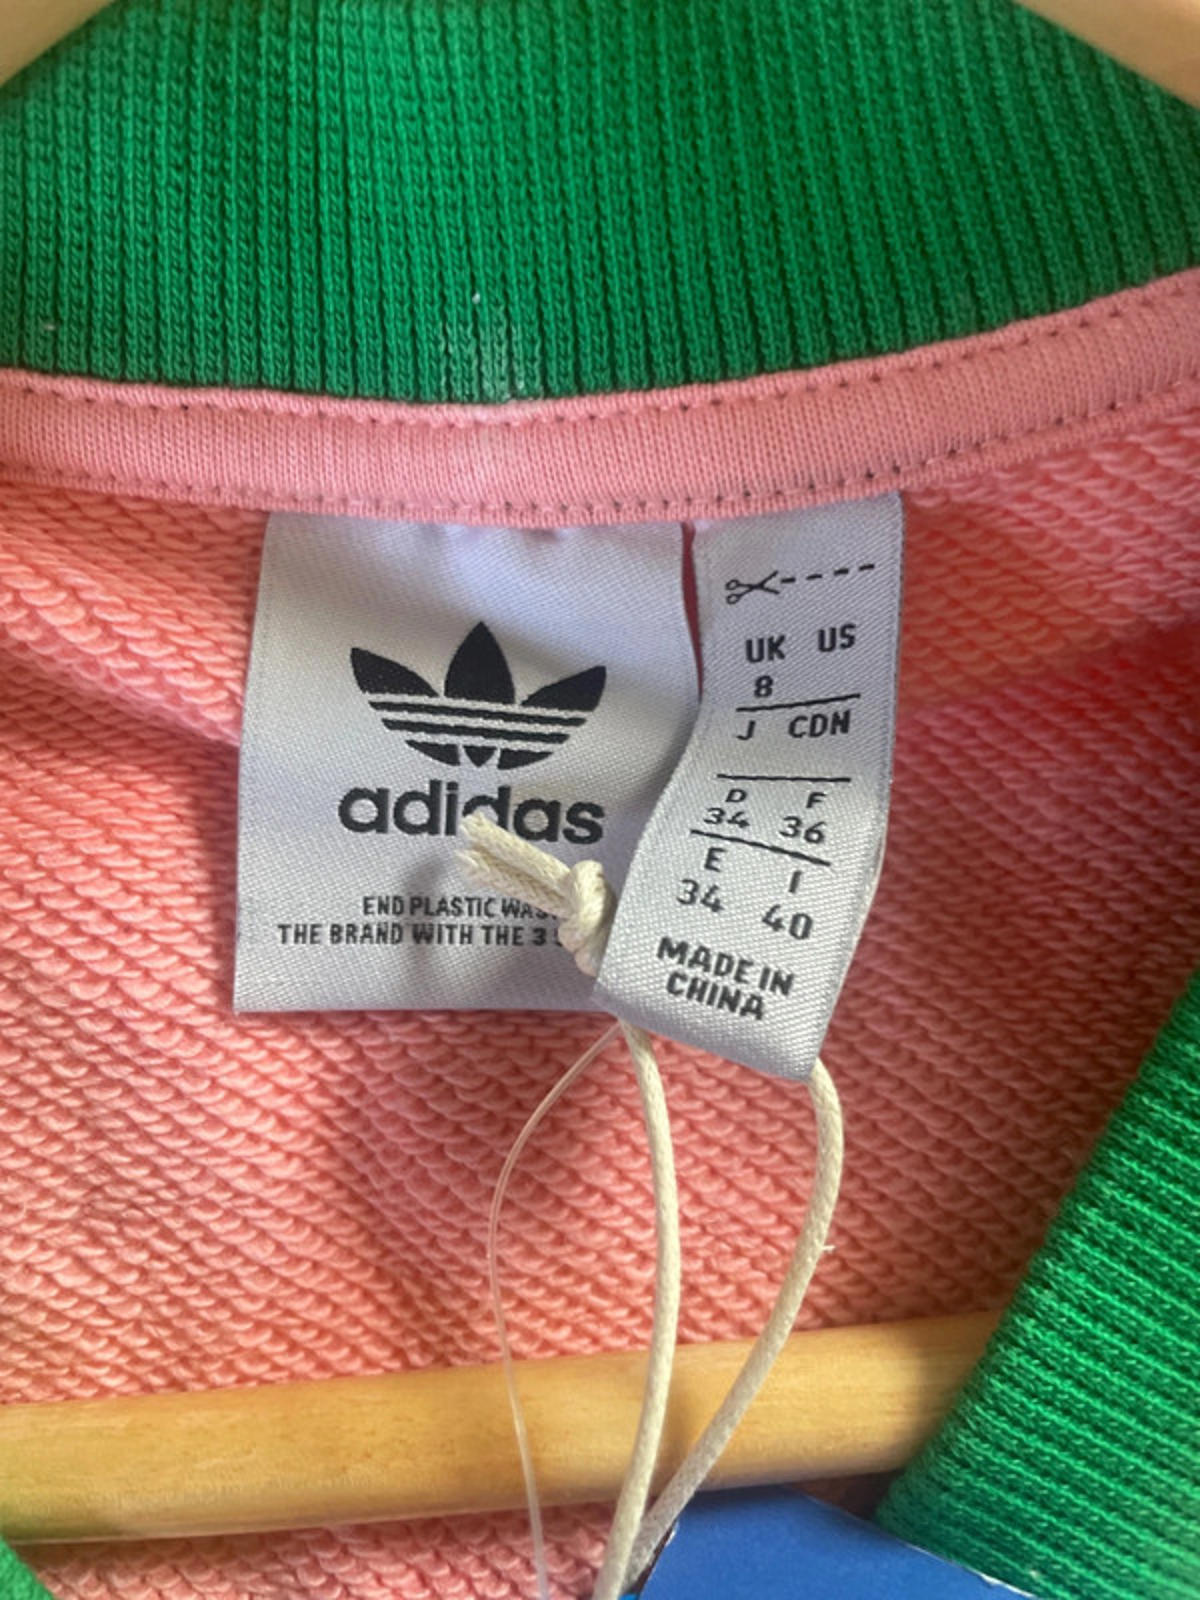 adidas
END PLASTIC
THE BRAND WITH THE 3
UK US
8
J CDN
D F
34 36
E I
34 40
MADE IN
CHINA